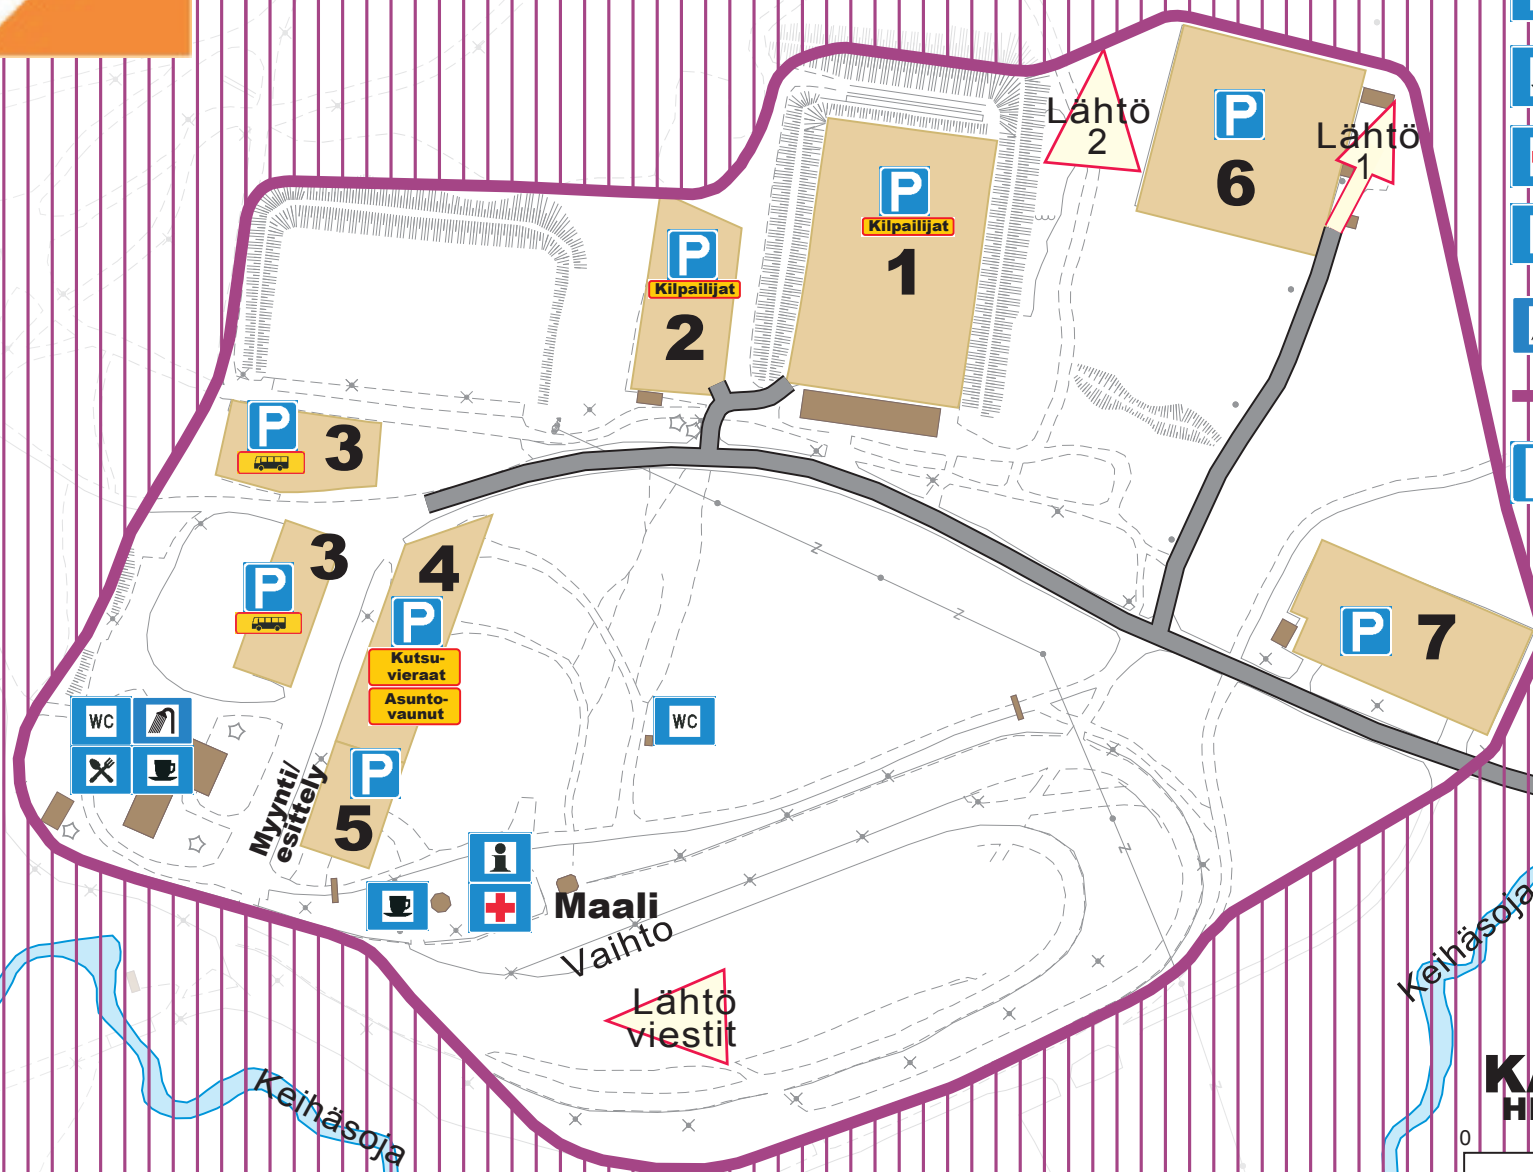 Lähtö
2
P
6
Lähtö
1
P
Kilpailijat
1
P
Kilpailijat
2
P
3
P
3
4
P
Kutsu-
vieraat
Asunto-
vaunut
P
7
WC
WC
P
5
Myynti/
esittely
i
Maali
Vaihto
Lähtö
viestit
Keihäsoja
Keihäsoja
0